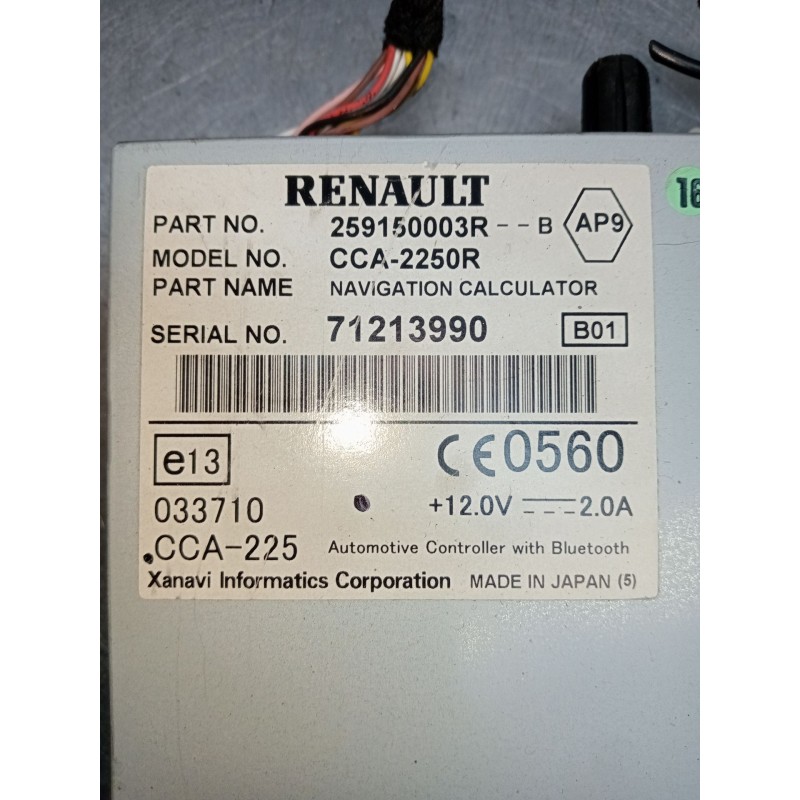 RENAULT
PART NO. 259150003R -- B AP9
MODEL NO. CCA-2250R
PART NAME NAVIGATION CALCULATOR
SERIAL NO. 71213990 B01
e13 CE0560
033710 +12.0V 2.0A
CCA-225 Automotive Controller with Bluetooth
Xanavi Informatics Corporation MADE IN JAPAN (5)